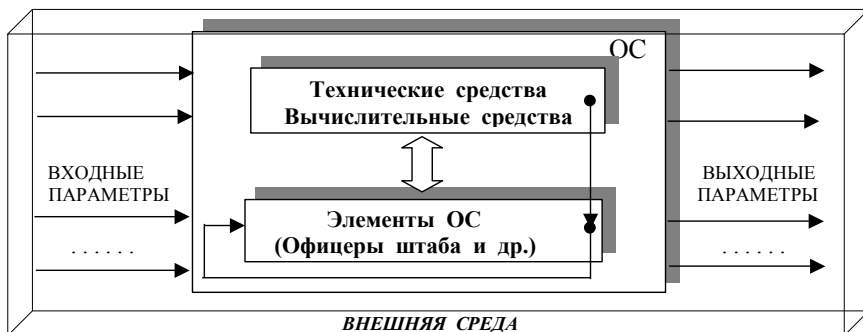 ОС
Технические средства
Вычислительные средства
ВХОДНЫЕ
ПАРАМЕТРЫ
. . . . . .
ВЫХОДНЫЕ
ПАРАМЕТРЫ
. . . . . .
Элементы ОС
(Офицеры штаба и др.)
ВНЕШНЯЯ СРЕДА